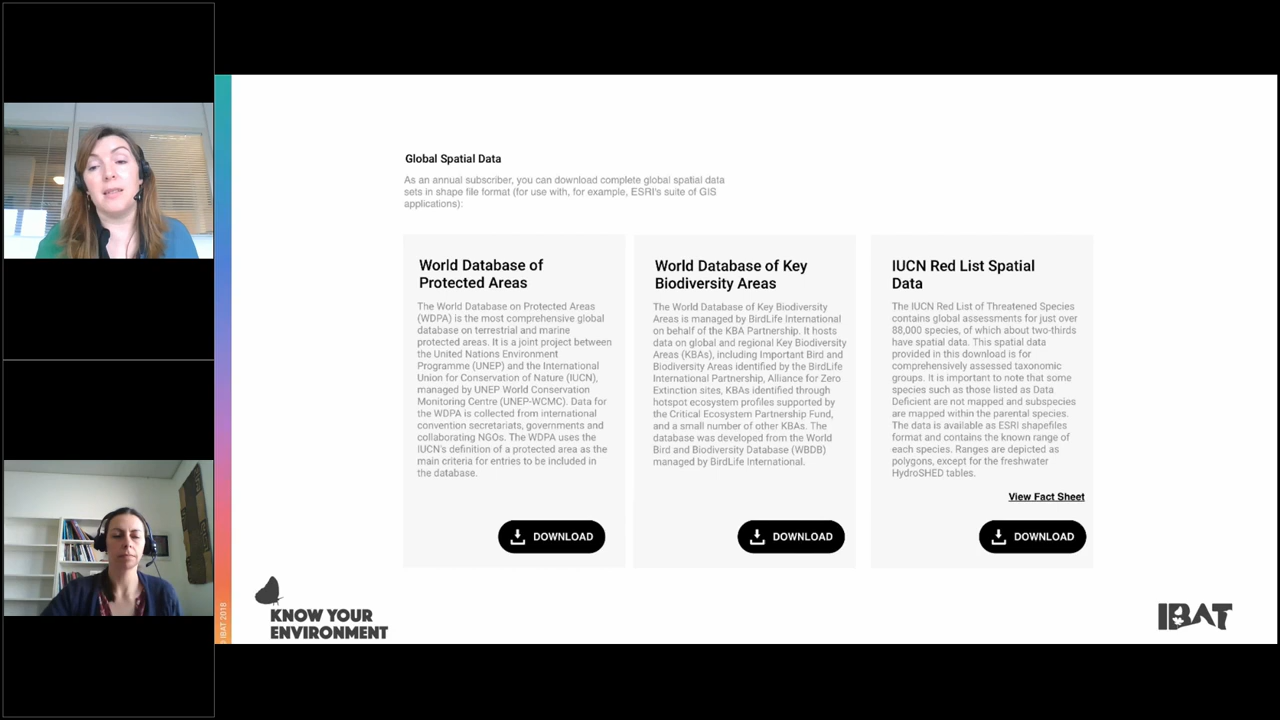 Global Spatial Data
As an annual subscriber, you can download complete global spatial data
sets in shape file format (for use with, for example, ESRI's suite of GIS
applications):
World Database of
Protected Areas
The World Database on Protected Areas
(WDPA) is the most comprehensive global
database on terrestrial and marine
protected areas. It is a joint project between
the United Nations Environment
Programme (UNEP) and the International
Union for Conservation of Nature (IUCN),
managed by UNEP World Conservation
Monitoring Centre (UNEP-WCMC). Data for
the WDPA is collected from international
convention secretariats, governments and
collaborating NGOs. The WDPA uses the
IUCN's definition of a protected area as the
main criteria for entries to be included in
the database.
DOWNLOAD
World Database of Key
Biodiversity Areas
The World Database of Key Biodiversity
Areas is managed by BirdLife International
on behalf of the KBA Partnership. It hosts
data on global and regional Key Biodiversity
Areas (KBAs), including Important Bird and
Biodiversity Areas identified by the BirdLife
International Partnership, Alliance for Zero
Extinction sites, KBAs identified through
hotspot ecosystem profiles supported by
the Critical Ecosystem Partnership Fund,
and a small number of other KBAs. The
database was developed from the World
Bird and Biodiversity Database (WBDB)
managed by BirdLife International.
DOWNLOAD
IUCN Red List Spatial
Data
The IUCN Red List of Threatened Species
contains global assessments for just over
88,000 species, of which about two-thirds
have spatial data. This spatial data
provided in this download is for
comprehensively assessed taxonomic
groups. It is important to note that some
species such as those listed as Data
Deficient are not mapped and subspecies
are mapped within the parental species.
The data is available as ESRI shapefiles
format and contains the known range of
each species. Ranges are depicted as
polygons, except for the freshwater
HydroSHED tables.
View Fact Sheet
DOWNLOAD
© IBAT 2018
KNOW YOUR
ENVIRONMENT
IBAT